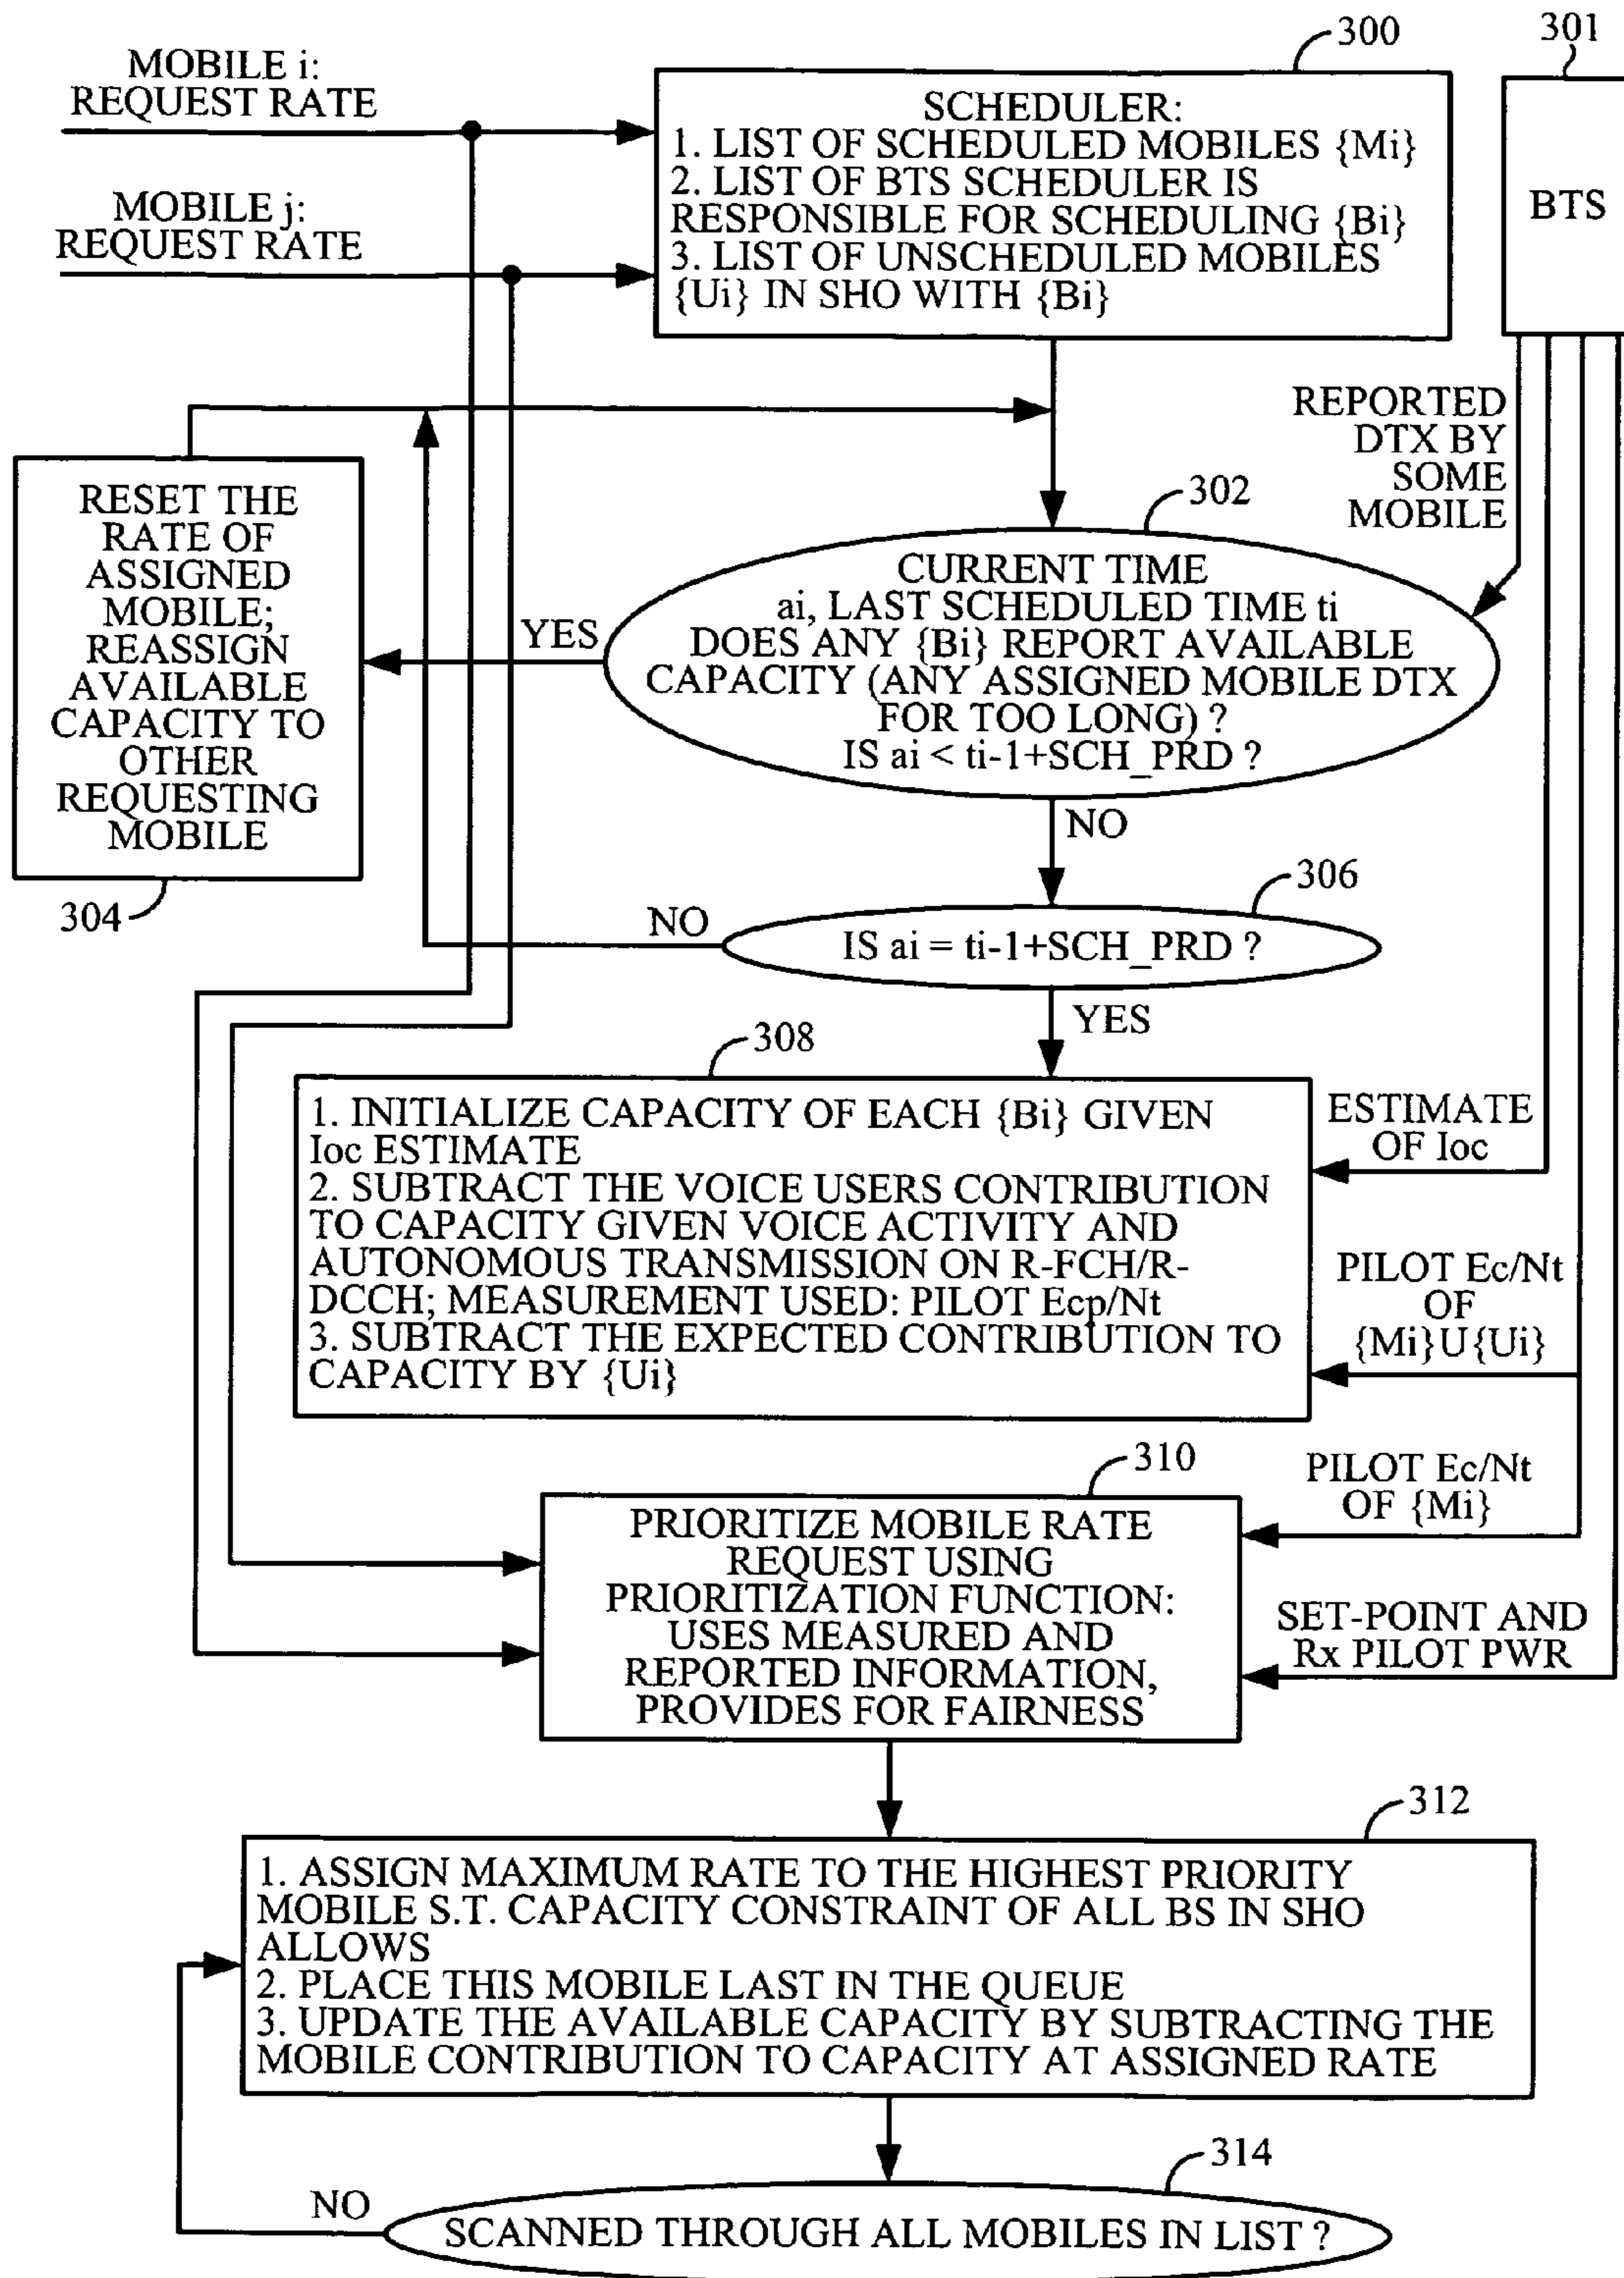 300
301
MOBILE i:
REQUEST RATE
MOBILE j:
REQUEST RATE
SCHEDULER:
1. LIST OF SCHEDULED MOBILES {Mi}
2. LIST OF BTS SCHEDULER IS
RESPONSIBLE FOR SCHEDULING {Bi}
3. LIST OF UNSCHEDULED MOBILES
{Ui} IN SHO WITH {Bi}
BTS
REPORTED
DTX BY
SOME
MOBILE
302
CURRENT TIME
ai, LAST SCHEDULED TIME ti
DOES ANY {Bi} REPORT AVAILABLE
CAPACITY (ANY ASSIGNED MOBILE DTX
FOR TOO LONG) ?
IS ai < ti-1+SCH_PRD ?
YES
NO
RESET THE
RATE OF
ASSIGNED
MOBILE;
REASSIGN
AVAILABLE
CAPACITY TO
OTHER
REQUESTING
MOBILE
304
306
IS ai = ti-1+SCH_PRD ?
NO
YES
308
1. INITIALIZE CAPACITY OF EACH {Bi} GIVEN
Ioc ESTIMATE
2. SUBTRACT THE VOICE USERS CONTRIBUTION
TO CAPACITY GIVEN VOICE ACTIVITY AND
AUTONOMOUS TRANSMISSION ON R-FCH/R-
DCCH; MEASUREMENT USED: PILOT Ecp/Nt
3. SUBTRACT THE EXPECTED CONTRIBUTION TO
CAPACITY BY {Ui}
ESTIMATE
OF Ioc
PILOT Ec/Nt
OF
{Mi}U{Ui}
310
PRIORITIZE MOBILE RATE
REQUEST USING
PRIORITIZATION FUNCTION:
USES MEASURED AND
REPORTED INFORMATION,
PROVIDES FOR FAIRNESS
PILOT Ec/Nt
OF {Mi}
SET-POINT AND
Rx PILOT PWR
312
1. ASSIGN MAXIMUM RATE TO THE HIGHEST PRIORITY
MOBILE S.T. CAPACITY CONSTRAINT OF ALL BS IN SHO
ALLOWS
2. PLACE THIS MOBILE LAST IN THE QUEUE
3. UPDATE THE AVAILABLE CAPACITY BY SUBTRACTING THE
MOBILE CONTRIBUTION TO CAPACITY AT ASSIGNED RATE
314
NO
SCANNED THROUGH ALL MOBILES IN LIST ?